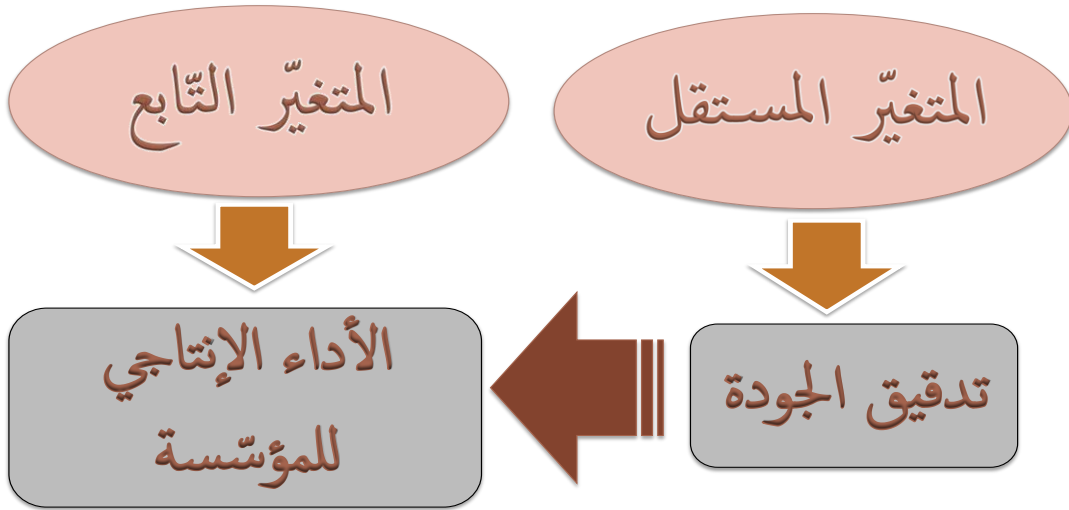 المتغيّر المستقل
المتغيّر التّابع
تدقيق الجودة
الأداء الإنتاجي
للمؤسّسة